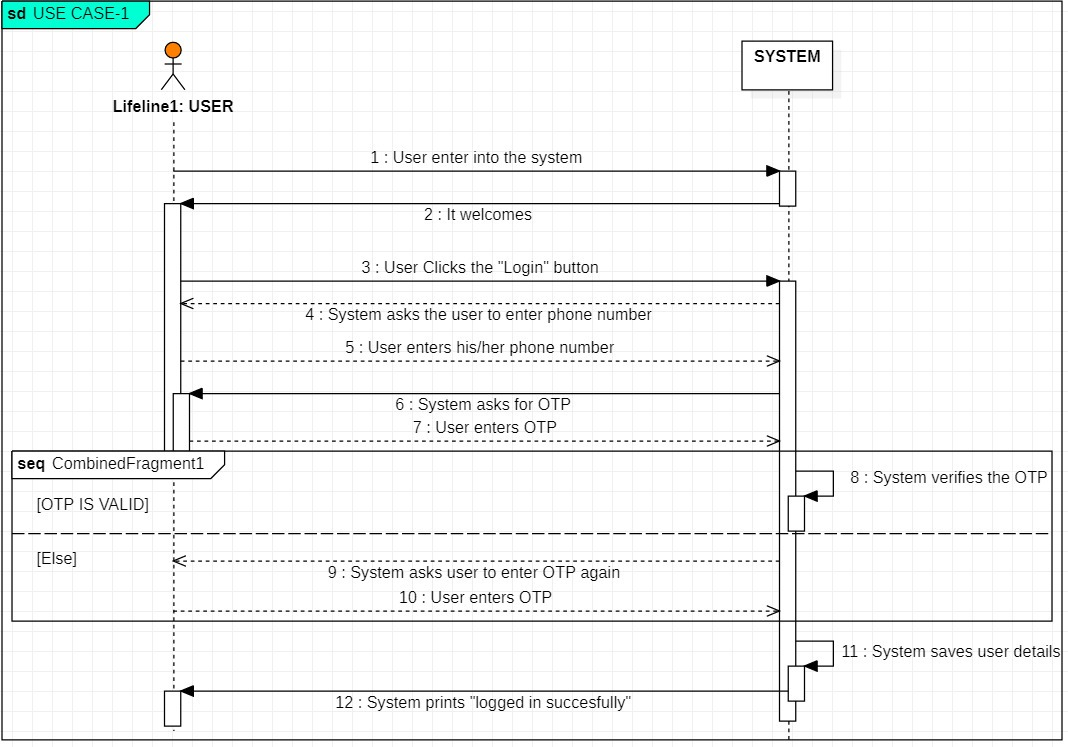 sd USE CASE-1
SYSTEM
Lifeline1: USER
1 : User enter into the system
2 : It welcomes
3 : User Clicks the "Login" button
4 : System asks the user to enter phone number
5 : User enters his/her phone number
6 : System asks for OTP
7 : User enters OTP
seq CombinedFragment1
8 : System verifies the OTP
[OTP IS VALID]
[Else]
9 : System asks user to enter OTP again
10 : User enters OTP
11 : System saves user details
12 : System prints "logged in succesfully"